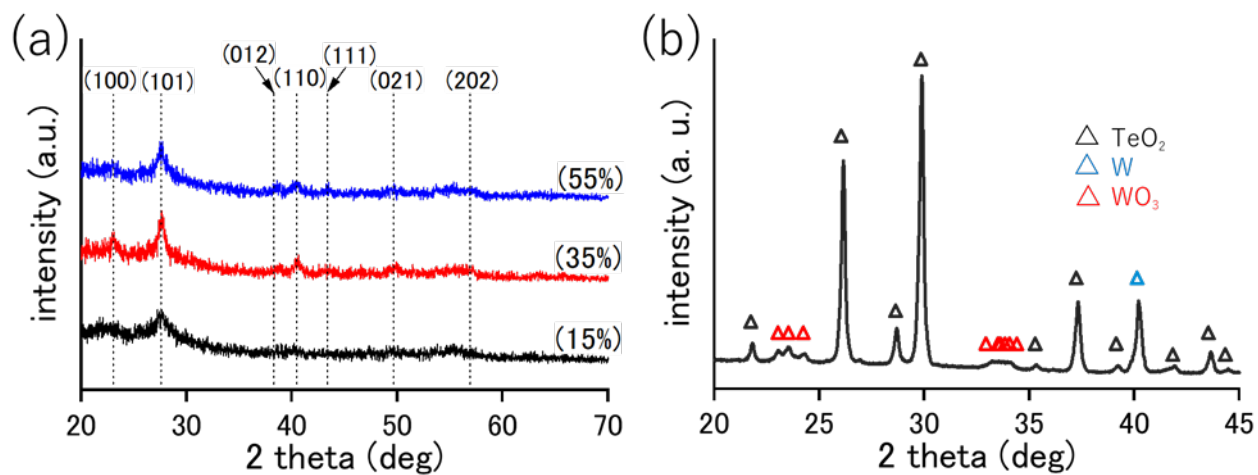 (a)
(100)
(101)
(012)
(110)
(111)
(021)
(202)
intensity (a.u.)
(55%)
(35%)
(15%)
20 30 40 50 60 70
2 theta (deg)
(b)
intensity (a. u.)
TeO₂
W
WO₃
20 25 30 35 40 45
2 theta (deg)